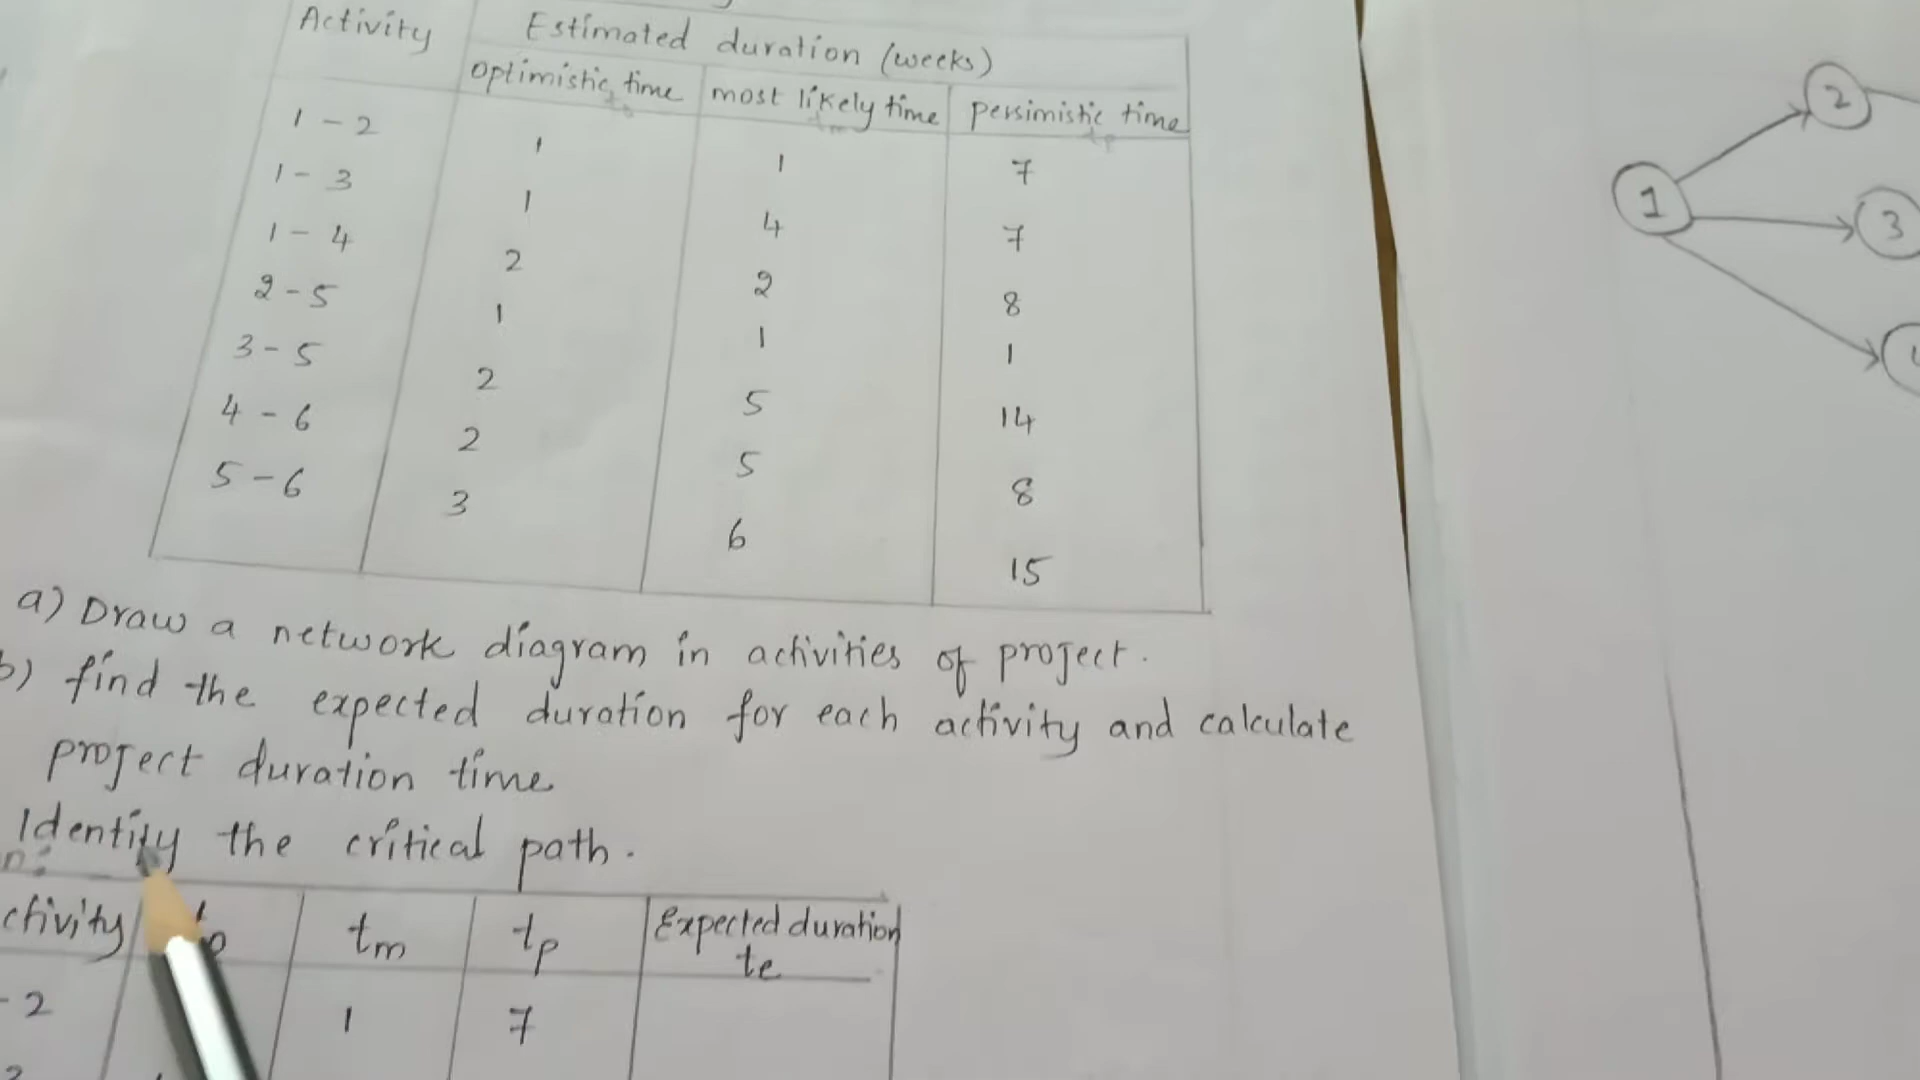 Activity Estimated duration (weeks)
optimistic time most likely time persimistic time
1 - 2 1 1 7
1 - 3 1 4 7
1 - 4 2 2 8
2 - 5 1 1 1
3 - 5 2 5 14
4 - 6 2 5 8
5 - 6 3 6 15
a) Draw a network diagram in activities of project.
b) find the expected duration for each activity and calculate
project duration time
Identify the critical path.
ctivity tm tp Expected duration
te
- 2 1 7
1
2
3